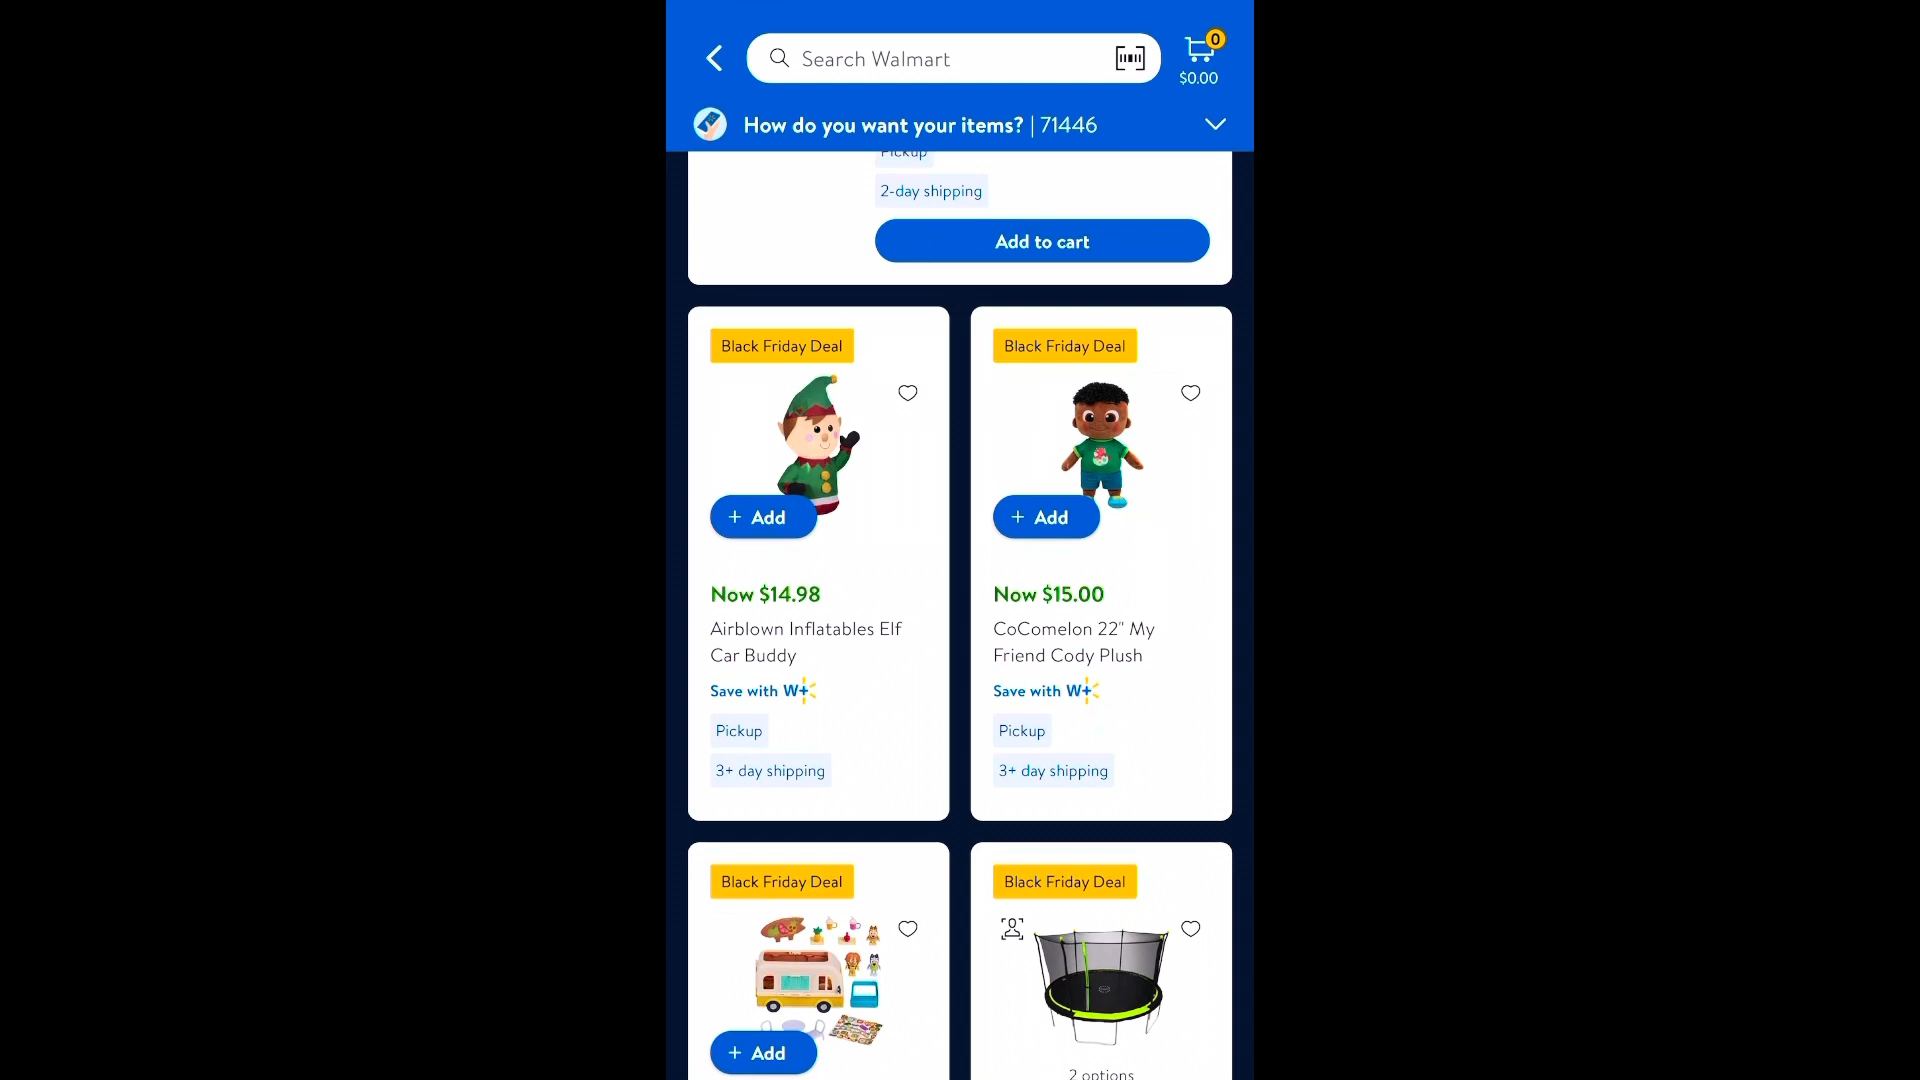 Search Walmart
0
$0.00
How do you want your items? | 71446
Pickup
2-day shipping
Add to cart
Black Friday Deal
+ Add
Now $14.98
Airblown Inflatables Elf
Car Buddy
Save with W+
Pickup
3+ day shipping
Black Friday Deal
+ Add
Now $15.00
CoComelon 22" My
Friend Cody Plush
Save with W+
Pickup
3+ day shipping
Black Friday Deal
+ Add
Black Friday Deal
2 options